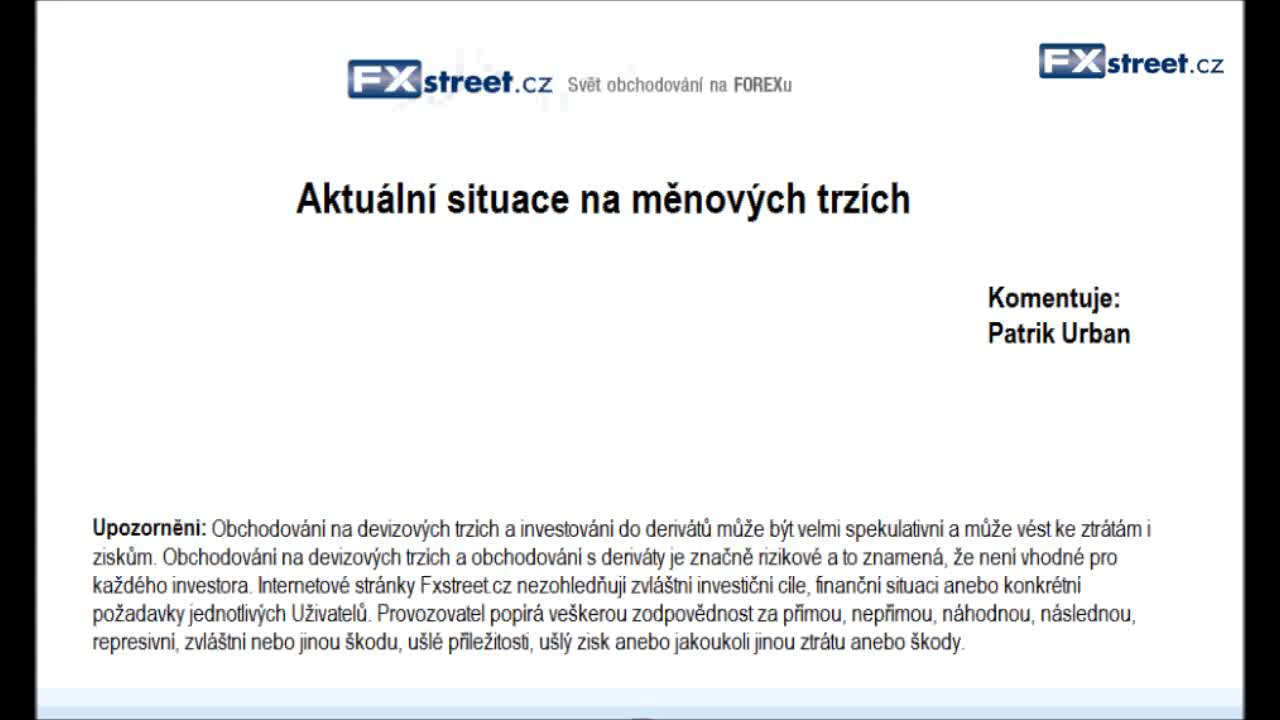 FXstreet.cz Svět obchodování na FOREXu
FXstreet.cz
Aktuální situace na měnových trzích
Komentuje:
Patrik Urban
Upozornění: Obchodování na devizových trzích a investování do derivátů může být velmi spekulativní a může vést ke ztrátám i
ziskům. Obchodování na devizových trzích a obchodování s deriváty je značně rizikové a to znamená, že není vhodné pro
každého investora. Internetové stránky Fxstreet.cz nezohledňují zvláštní investiční cíle, finanční situaci anebo konkrétní
požadavky jednotlivých Uživatelů. Provozovatel popírá veškerou zodpovědnost za přímou, nepřímou, náhodnou, následnou,
represivní, zvláštní nebo jinou škodu, ušlé příležitosti, ušlý zisk anebo jakoukoli jinou ztrátu anebo škody.